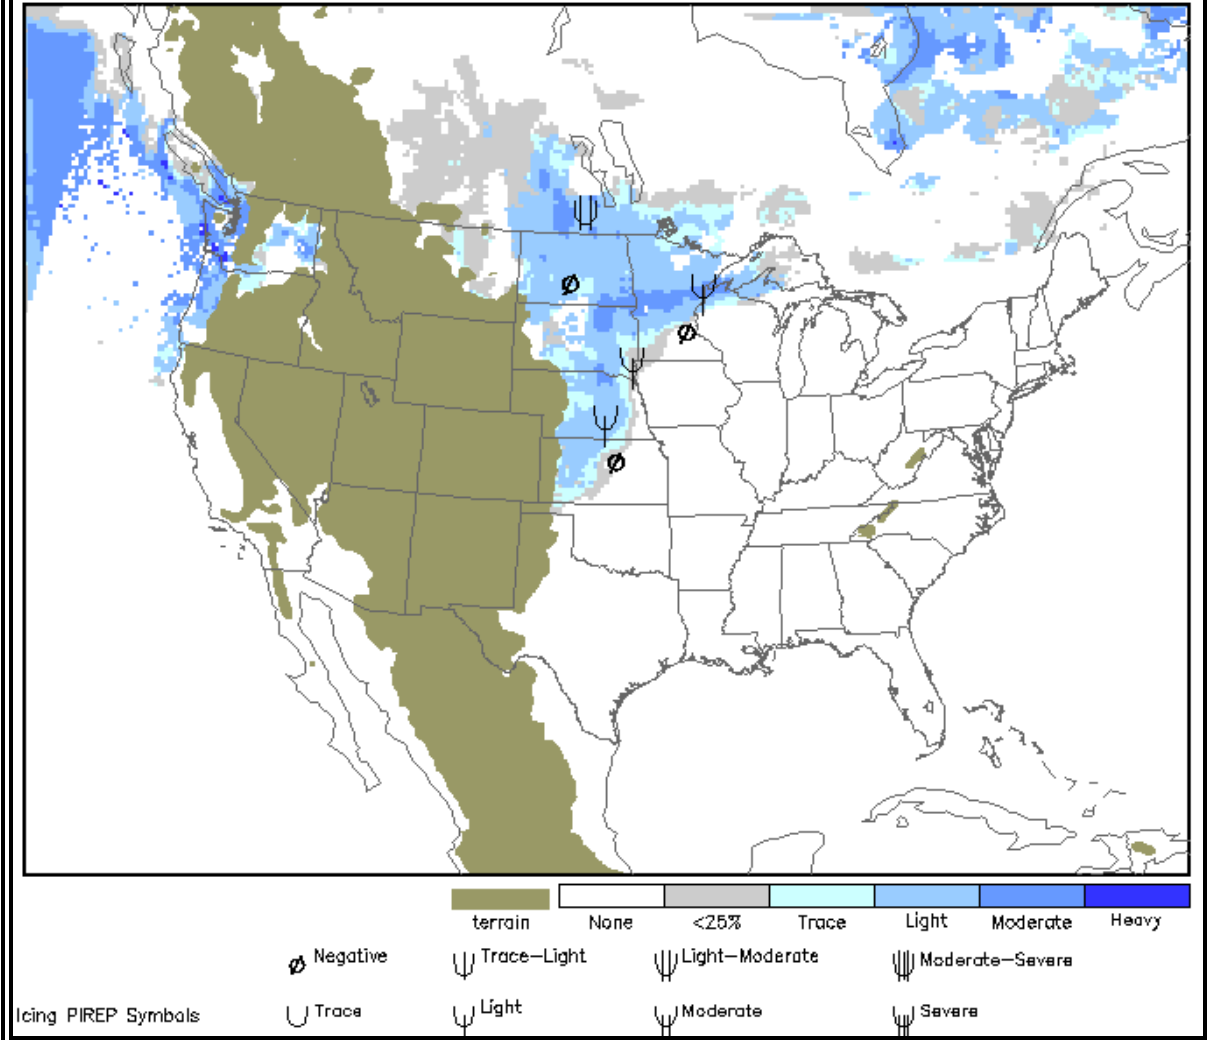 terrain None <25% Trace Light Moderate Heavy
Negative Trace-Light Light-Moderate Moderate-Severe
Icing PIREP Symbols Trace Light Moderate Severe